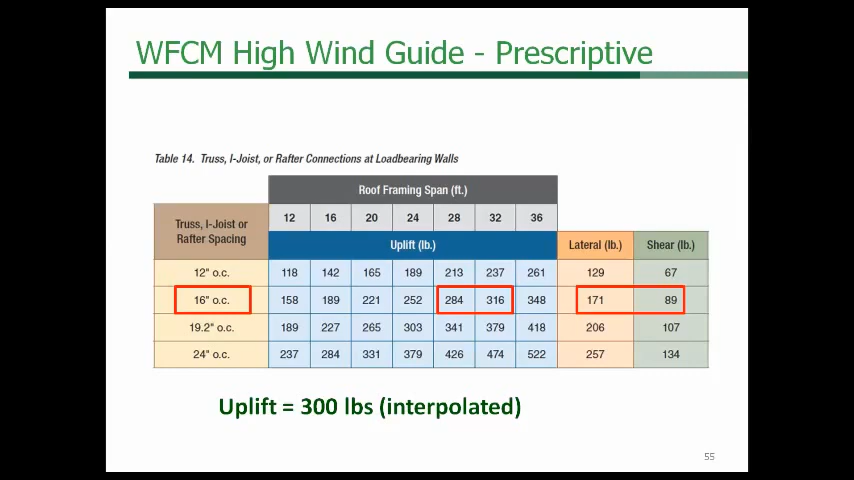 WFCM High Wind Guide - Prescriptive
Table 14. Truss, I-Joist, or Rafter Connections at Loadbearing Walls
Truss, I-Joist or
Rafter Spacing
Roof Framing Span (ft.)
12 16 20 24 28 32 36
Uplift (lb.) Lateral (lb.) Shear (lb.)
12" o.c. 118 142 165 189 213 237 261 129 67
16" o.c. 158 189 221 252 284 316 348 171 89
19.2" o.c. 189 227 265 303 341 379 418 206 107
24" o.c. 237 284 331 379 426 474 522 257 134
Uplift = 300 lbs (interpolated)
55